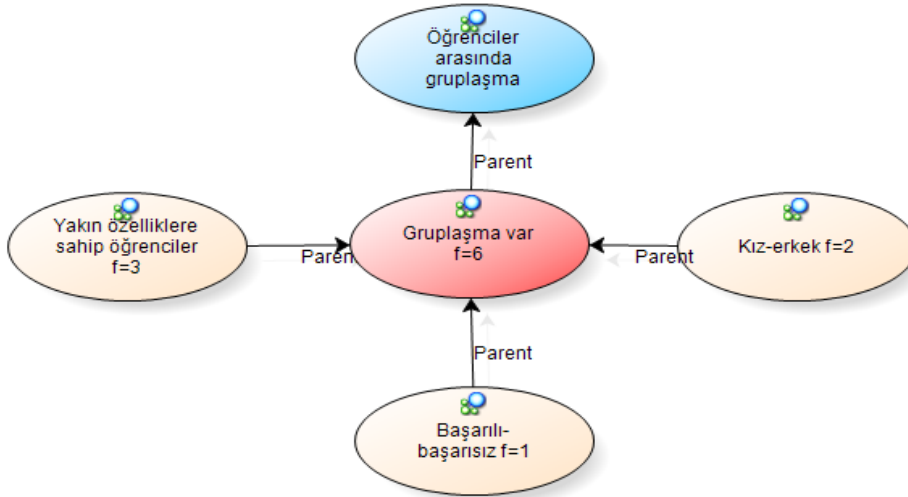 Öğrenciler
arasında
gruplaşma
Parent
Yakın özelliklere
sahip öğrenciler
f=3
Parent
Gruplaşma var
f=6
Parent
Kız-erkek f=2
Parent
Başarılı-
başarısız f=1